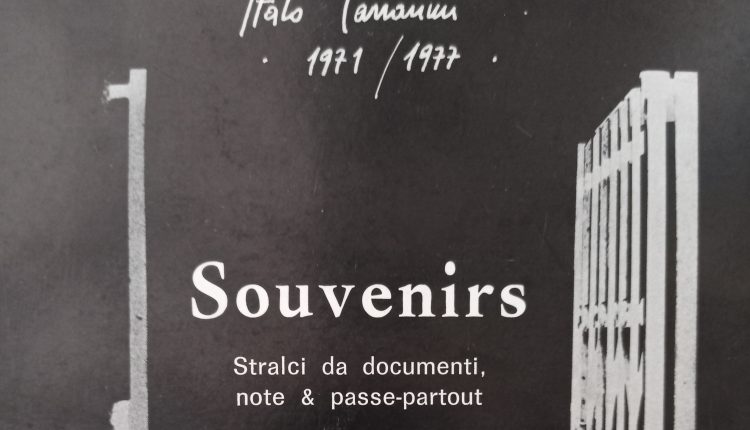 Italo
• 1971 / 1977 •
Souvenirs
Stralci da documenti,
note & passe-partout